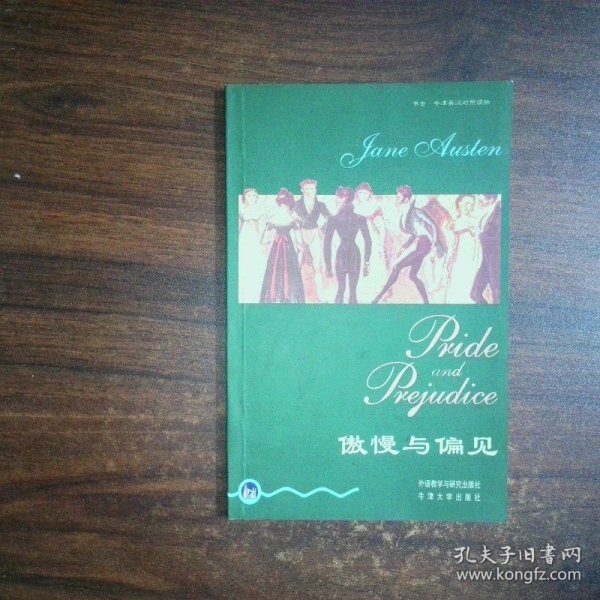 书虫·牛津英汉对照读物
Jane Austen
Pride
and
Prejudice
傲慢与偏见
外语教学与研究出版社
牛津大学出版社
孔夫子旧书网
www.kongfz.com